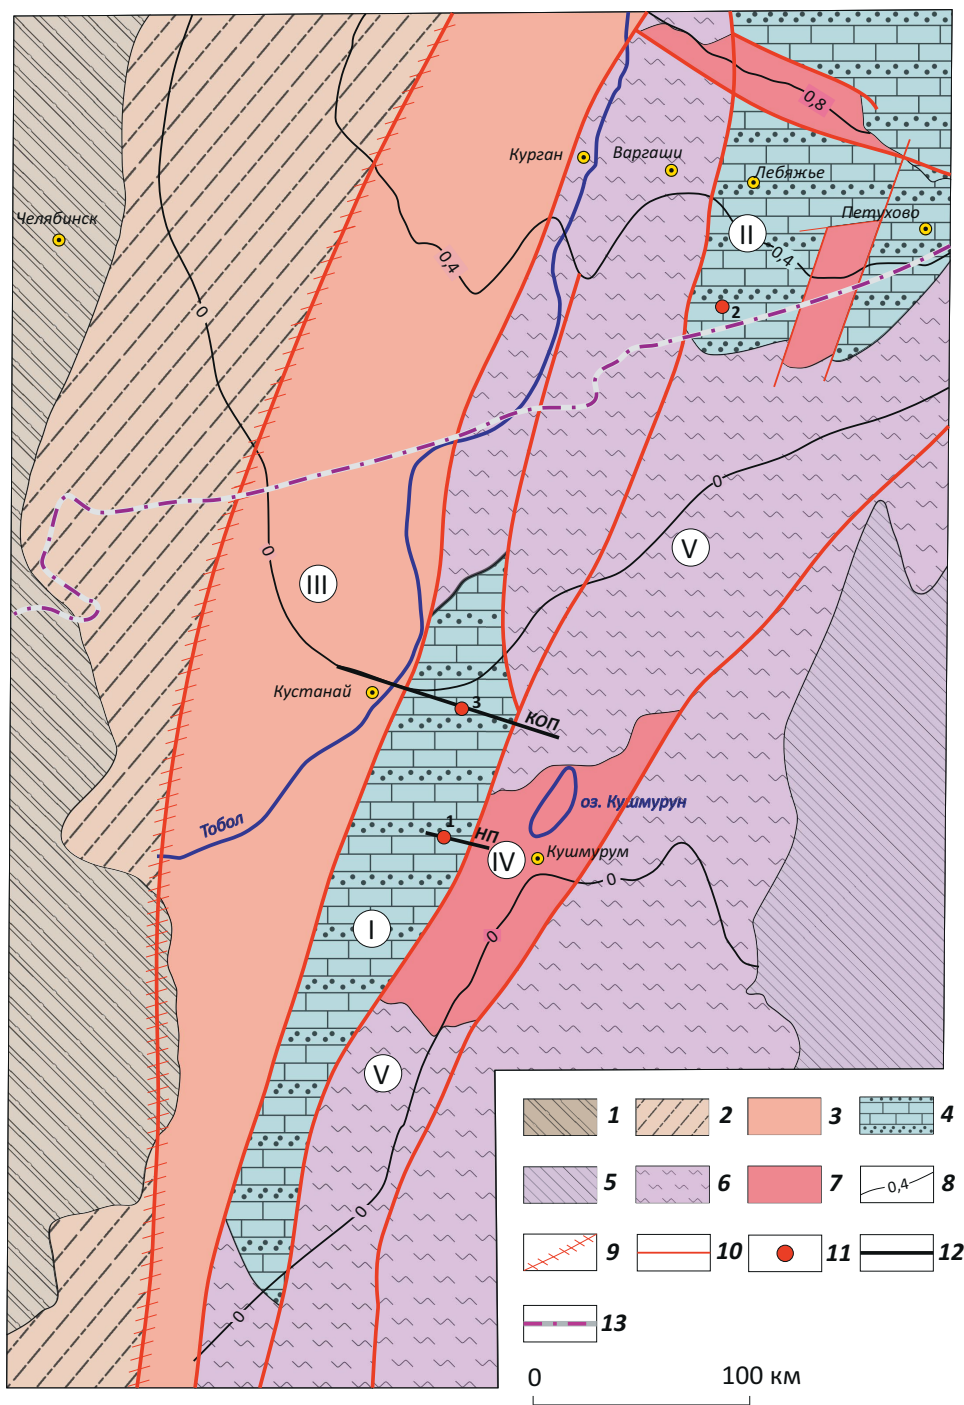 0,8
Курган
Варгаши
Лебяжье
Петухово
Челябинск
II
0,4
0,4
0
2
0
V
0
III
Кустанай
3
КОП
оз. Кушмурун
Тобол
1
НП
IV
Кушмурум
0
I
0
V
0
0
1
2
3
4
5
6
7
0,4
8
9
10
11
12
13
0
100 км